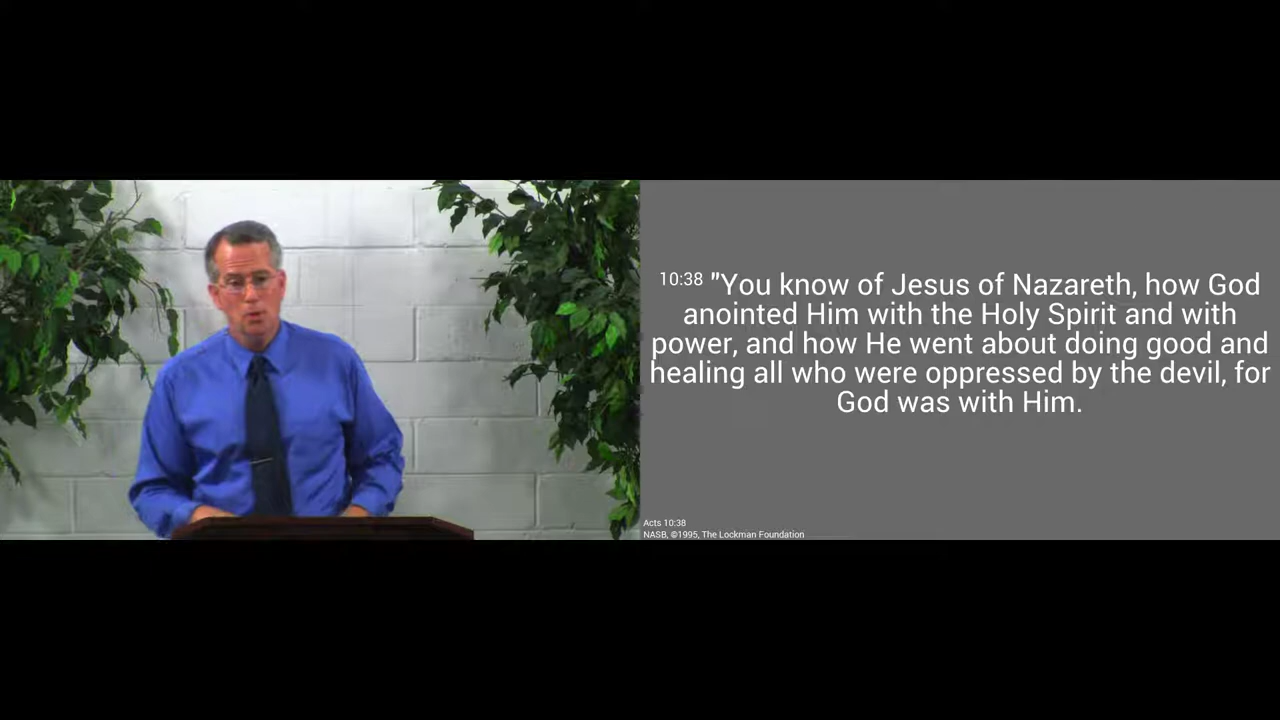 10:38 "You know of Jesus of Nazareth, how God
anointed Him with the Holy Spirit and with
power, and how He went about doing good and
healing all who were oppressed by the devil, for
God was with Him.
Acts 10:38
NASB, ©1995, The Lockman Foundation